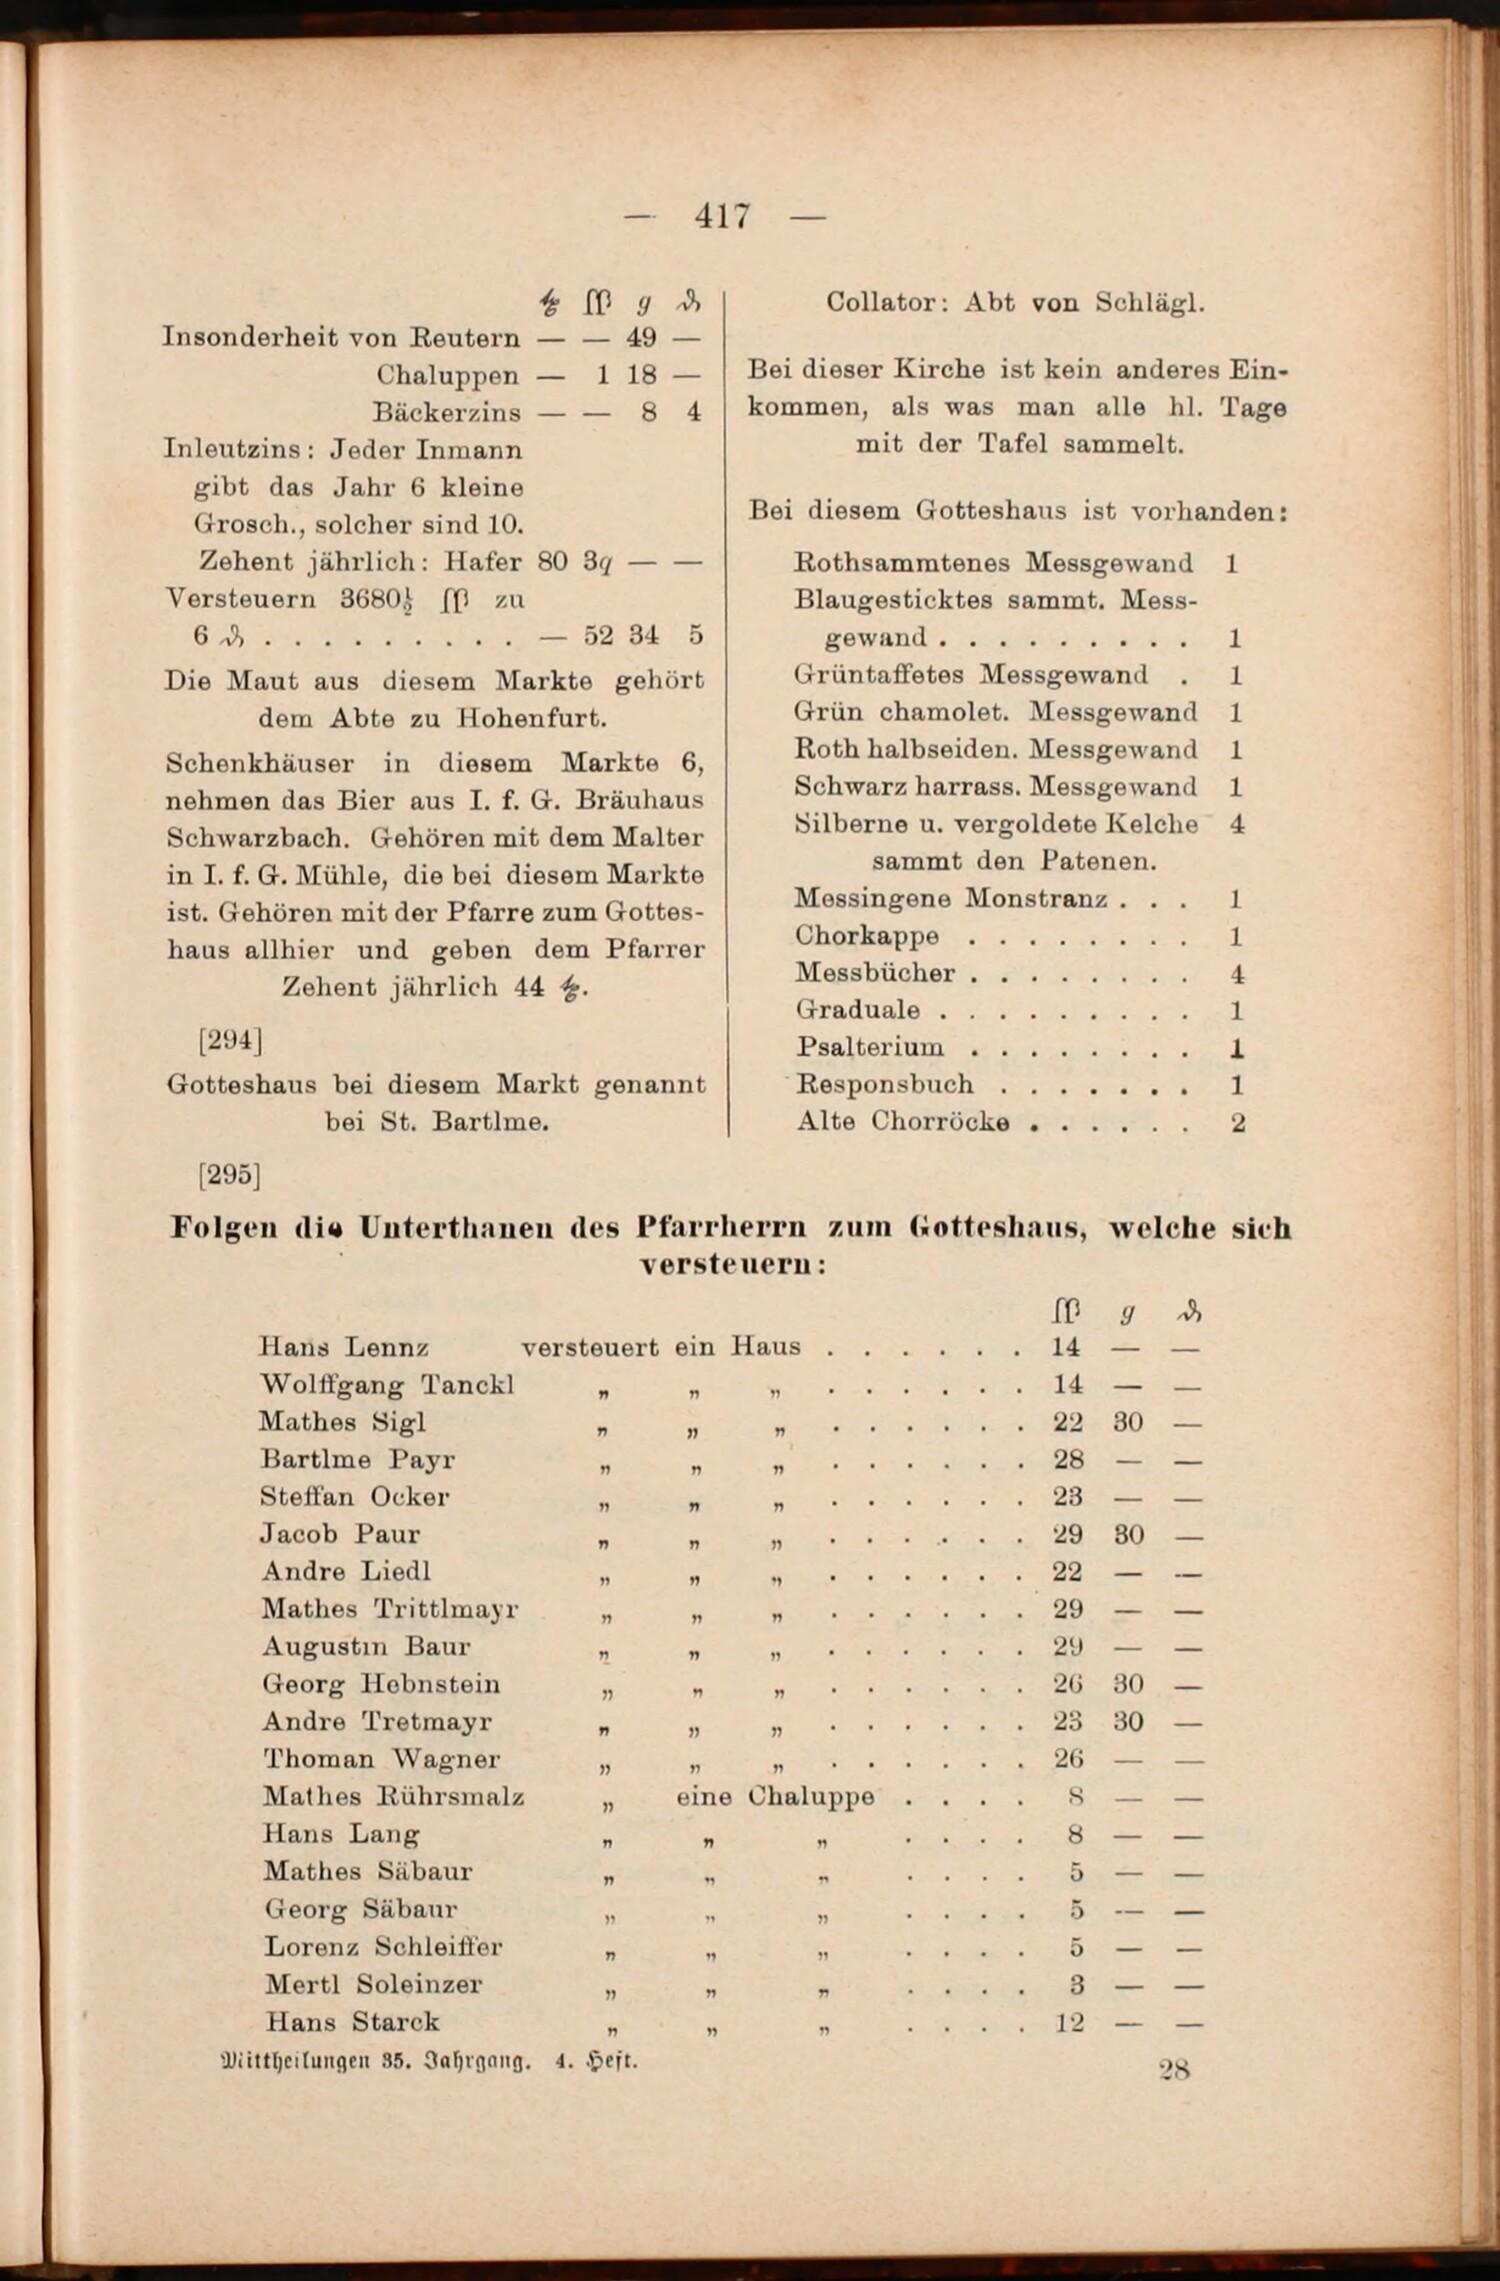 — 417 —
ß g ₰
Insonderheit von Reutern — — 49 —
Chaluppen — 1 18 —
Bäckerzins — — 8 4
Inleutzins: Jeder Inmann
gibt das Jahr 6 kleine
Grosch., solcher sind 10.
Zehent jährlich: Hafer 80 3q — —
Versteuern 3680½ ß zu
6 ₰ . . . . . . . . . — 52 34 5
Die Maut aus diesem Markte gehört
dem Abte zu Hohenfurt.
Schenkhäuser in diesem Markte 6,
nehmen das Bier aus I. f. G. Bräuhaus
Schwarzbach. Gehören mit dem Malter
in I. f. G. Mühle, die bei diesem Markte
ist. Gehören mit der Pfarre zum Gottes-
haus allhier und geben dem Pfarrer
Zehent jährlich 44
[294]
Gotteshaus bei diesem Markt genannt
bei St. Bartlme.
Collator: Abt von Schlägl.
Bei dieser Kirche ist kein anderes Ein-
kommen, als was man alle hl. Tage
mit der Tafel sammelt.
Bei diesem Gotteshaus ist vorhanden:
Rothsammtenes Messgewand 1
Blaugesticktes sammt. Mess-
gewand . . . . . . . . . 1
Grüntaffetes Messgewand . 1
Grün chamolet. Messgewand 1
Roth halbseiden. Messgewand 1
Schwarz harrass. Messgewand 1
Silberne u. vergoldete Kelche 4
sammt den Patenen.
Messingene Monstranz . . . 1
Chorkappe . . . . . . . . 1
Messbücher . . . . . . . . 4
Graduale . . . . . . . . . 1
Psalterium . . . . . . . . 1
Responsbuch . . . . . . . 1
Alte Chorröcke . . . . . . 2
[295]
Folgen die Unterthanen des Pfarrherrn zum Gotteshaus, welche sich
versteuern:
ß g ₰
Hans Lennz versteuert ein Haus . . . . . . 14 — —
Wolffgang Tanckl „ „ „ . . . . . . 14 — —
Mathes Sigl „ „ „ . . . . . . 22 30 —
Bartlme Payr „ „ „ . . . . . . 28 — —
Steffan Ocker „ „ „ . . . . . . 23 — —
Jacob Paur „ „ „ . . . . . . 29 30 —
Andre Liedl „ „ „ . . . . . . 22 — —
Mathes Trittlmayr „ „ „ . . . . . . 29 — —
Augustin Baur „ „ „ . . . . . . 29 — —
Georg Hebnstein „ „ „ . . . . . . 26 30 —
Andre Tretmayr „ „ „ . . . . . . 23 30 —
Thoman Wagner „ „ „ . . . . . . 26 — —
Mathes Rührsmalz „ eine Chaluppe . . . . 8 — —
Hans Lang „ „ „ . . . . 8 — —
Mathes Säbaur „ „ „ . . . . 5 — —
Georg Säbaur „ „ „ . . . . 5 — —
Lorenz Schleiffer „ „ „ . . . . 5 — —
Mertl Soleinzer „ „ „ . . . . 3 — —
Hans Starck „ „ „ . . . . 12 — —
Mittheilungen 35. Jahrgang. 4. Heft.
28